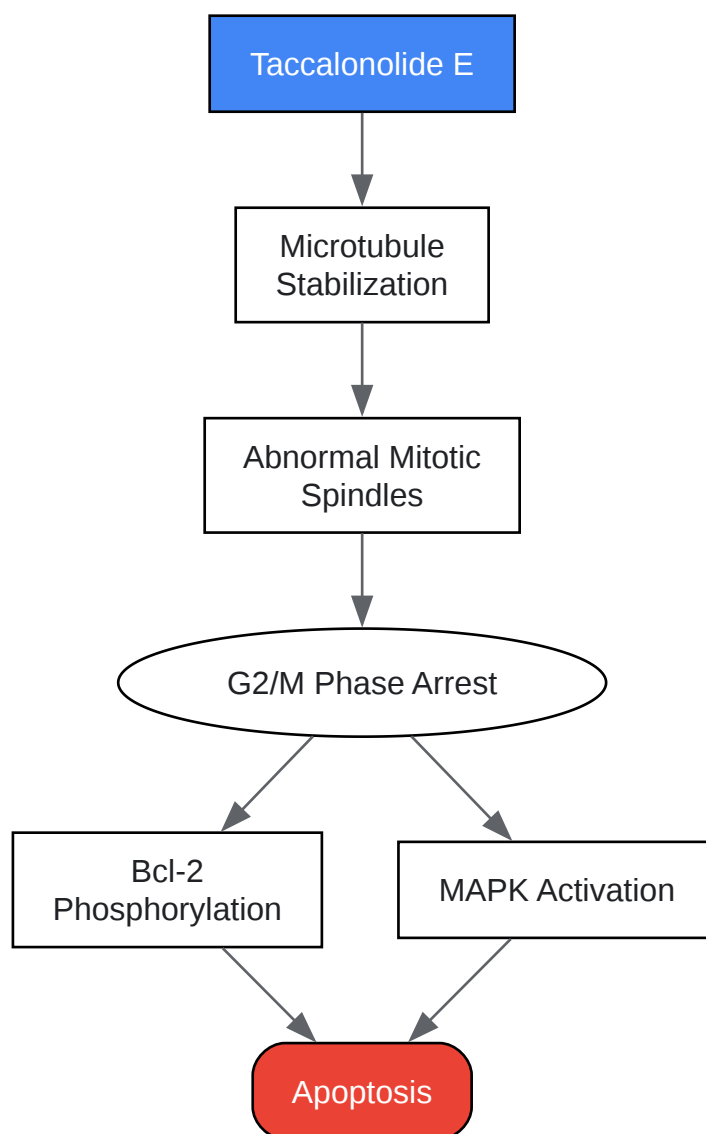 Taccalonolide E
Microtubule
Stabilization
Abnormal Mitotic
Spindles
G2/M Phase Arrest
Bcl-2
Phosphorylation
MAPK Activation
Apoptosis